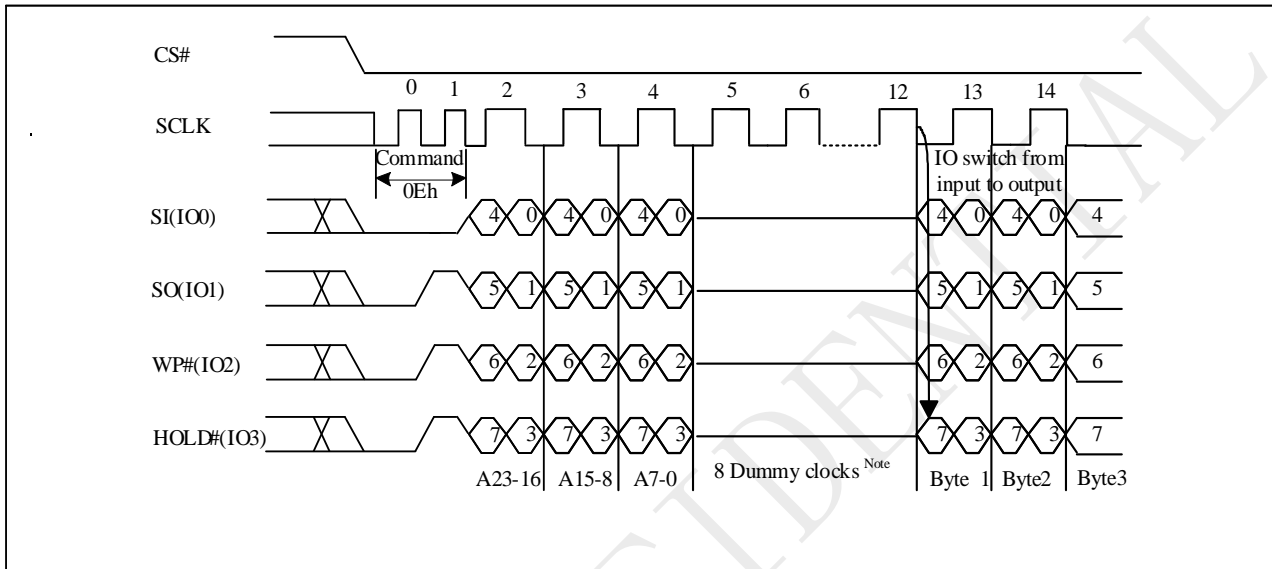 CS#
0 1 2 3 4 5 6 12 13 14
SCLK
Command
0Eh
IO switch from
input to output
SI(IO0)
4 0 4 0 4 0 4 0 4 0 4
SO(IO1)
5 1 5 1 5 1 5 1 5 1 5
WP#(IO2)
6 2 6 2 6 2 6 2 6 2 6
HOLD#(IO3)
7 3 7 3 7 3 7 3 7 3 7
A23-16 A15-8 A7-0 8 Dummy clocks Note Byte 1 Byte2 Byte3